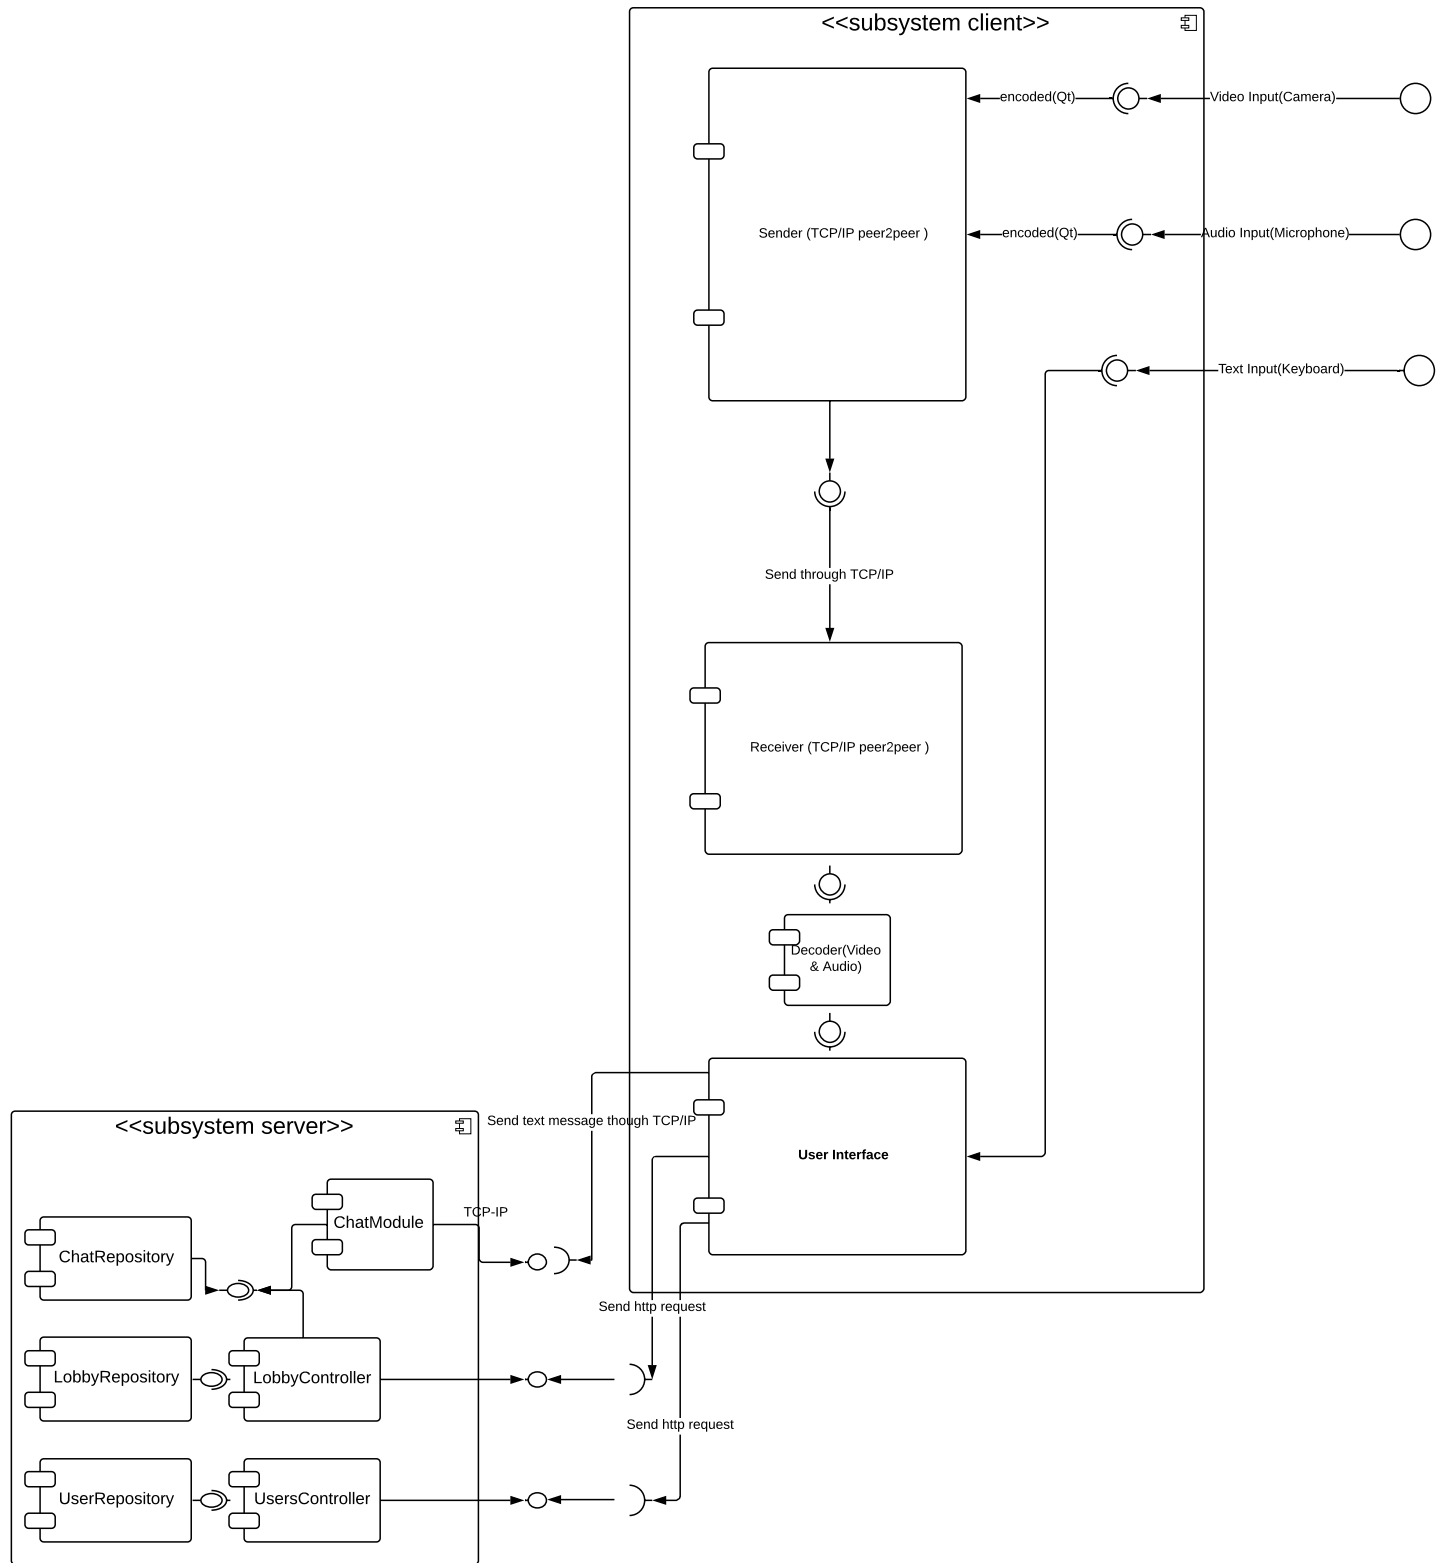 <<subsystem client>>
encoded(Qt)
Video Input(Camera)
Sender (TCP/IP peer2peer )
encoded(Qt)
Audio Input(Microphone)
Text Input(Keyboard)
Send through TCP/IP
Receiver (TCP/IP peer2peer )
Decoder(Video
& Audio)
<<subsystem server>>
Send text message though TCP/IP
User Interface
ChatModule
TCP-IP
ChatRepository
Send http request
LobbyRepository
LobbyController
Send http request
UserRepository
UsersController